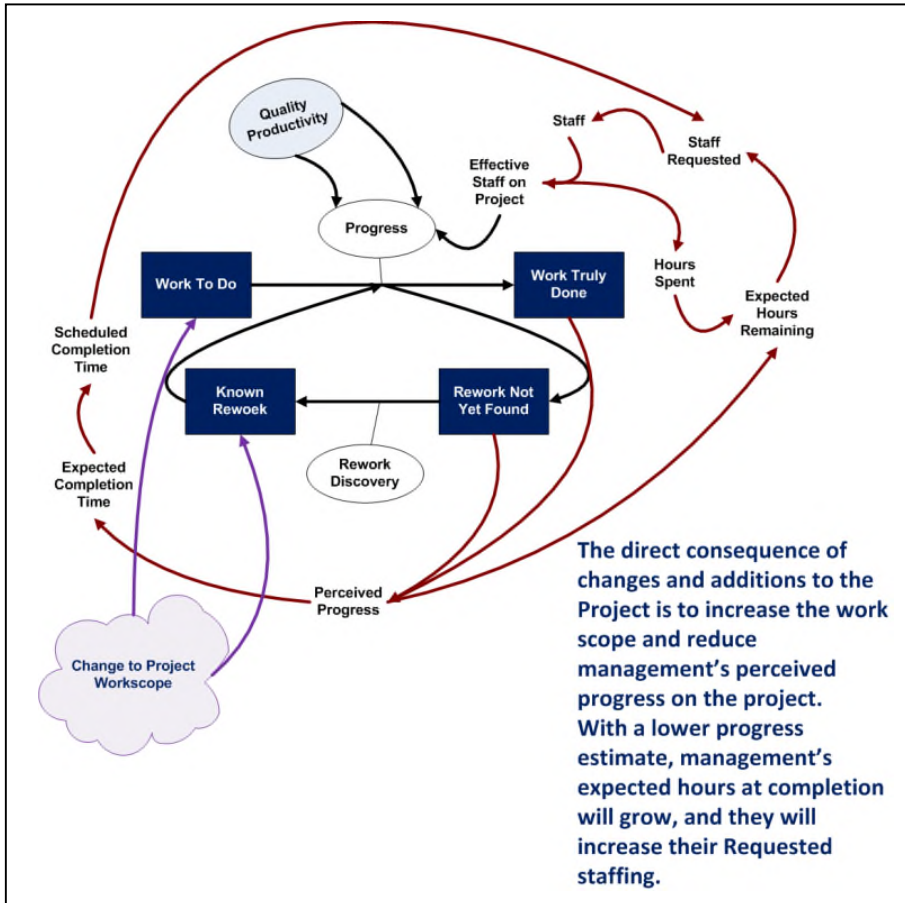 Quality
Productivity
Staff
Staff
Requested
Effective
Staff on
Project
Progress
Work To Do
Work Truly
Done
Hours
Spent
Expected
Hours
Remaining
Scheduled
Completion
Time
Known
Rewoek
Rework Not
Yet Found
Expected
Completion
Time
Rework
Discovery
Perceived
Progress
Change to Project
Workscope
The direct consequence of
changes and additions to the
Project is to increase the work
scope and reduce
management’s perceived
progress on the project.
With a lower progress
estimate, management’s
expected hours at completion
will grow, and they will
increase their Requested
staffing.